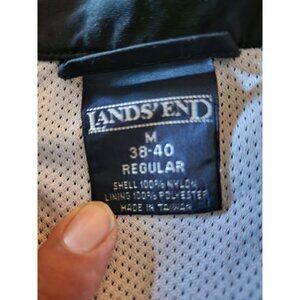 LANDS' END
M
38-40
REGULAR
SHELL 100% NYLON
LINING 100% POLYESTER
MADE IN TAIWAN